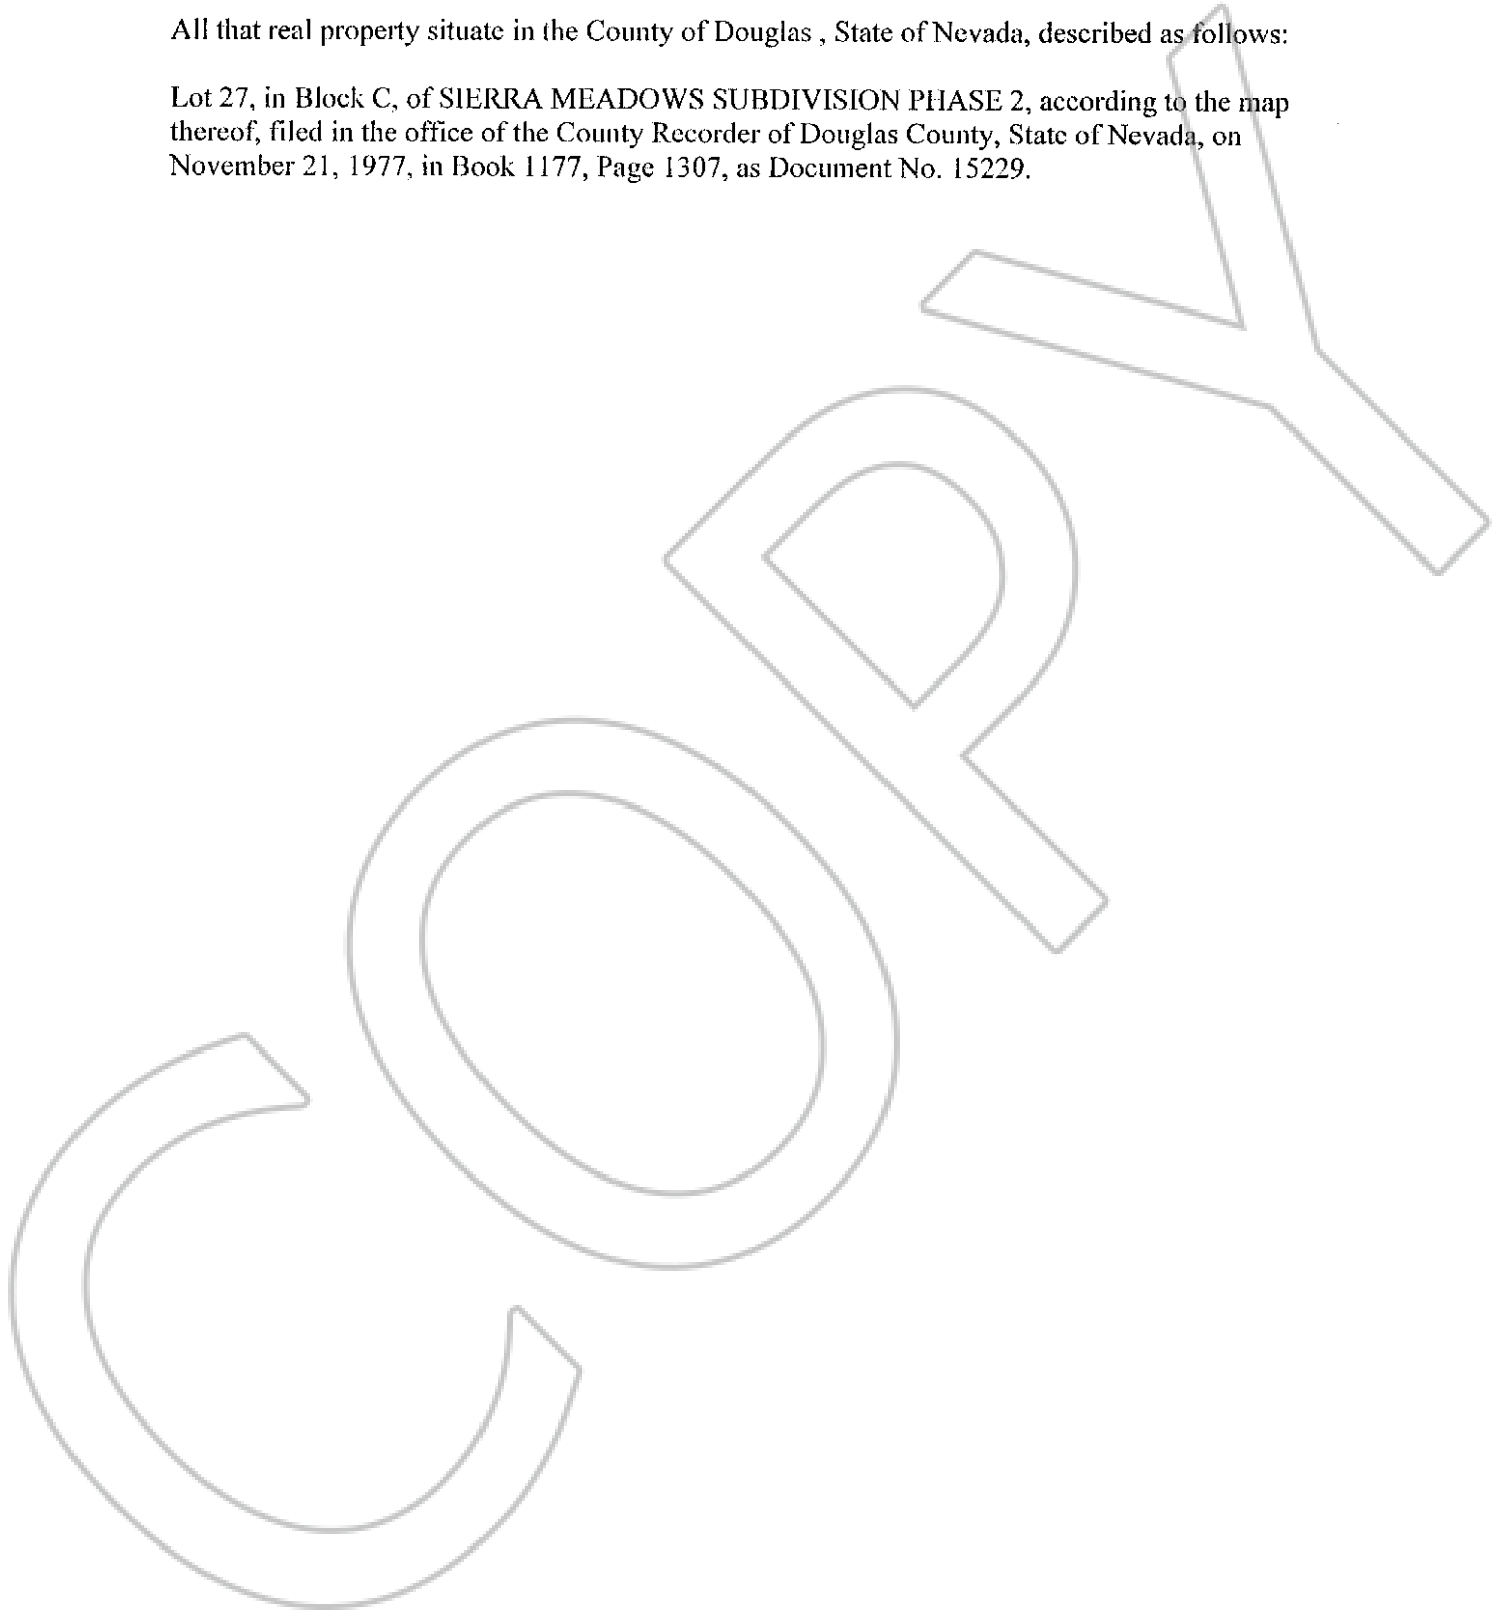 All that real property situate in the County of Douglas , State of Nevada, described as follows:
Lot 27, in Block C, of SIERRA MEADOWS SUBDIVISION PHASE 2, according to the map
thereof, filed in the office of the County Recorder of Douglas County, State of Nevada, on
November 21, 1977, in Book 1177, Page 1307, as Document No. 15229.
COPY